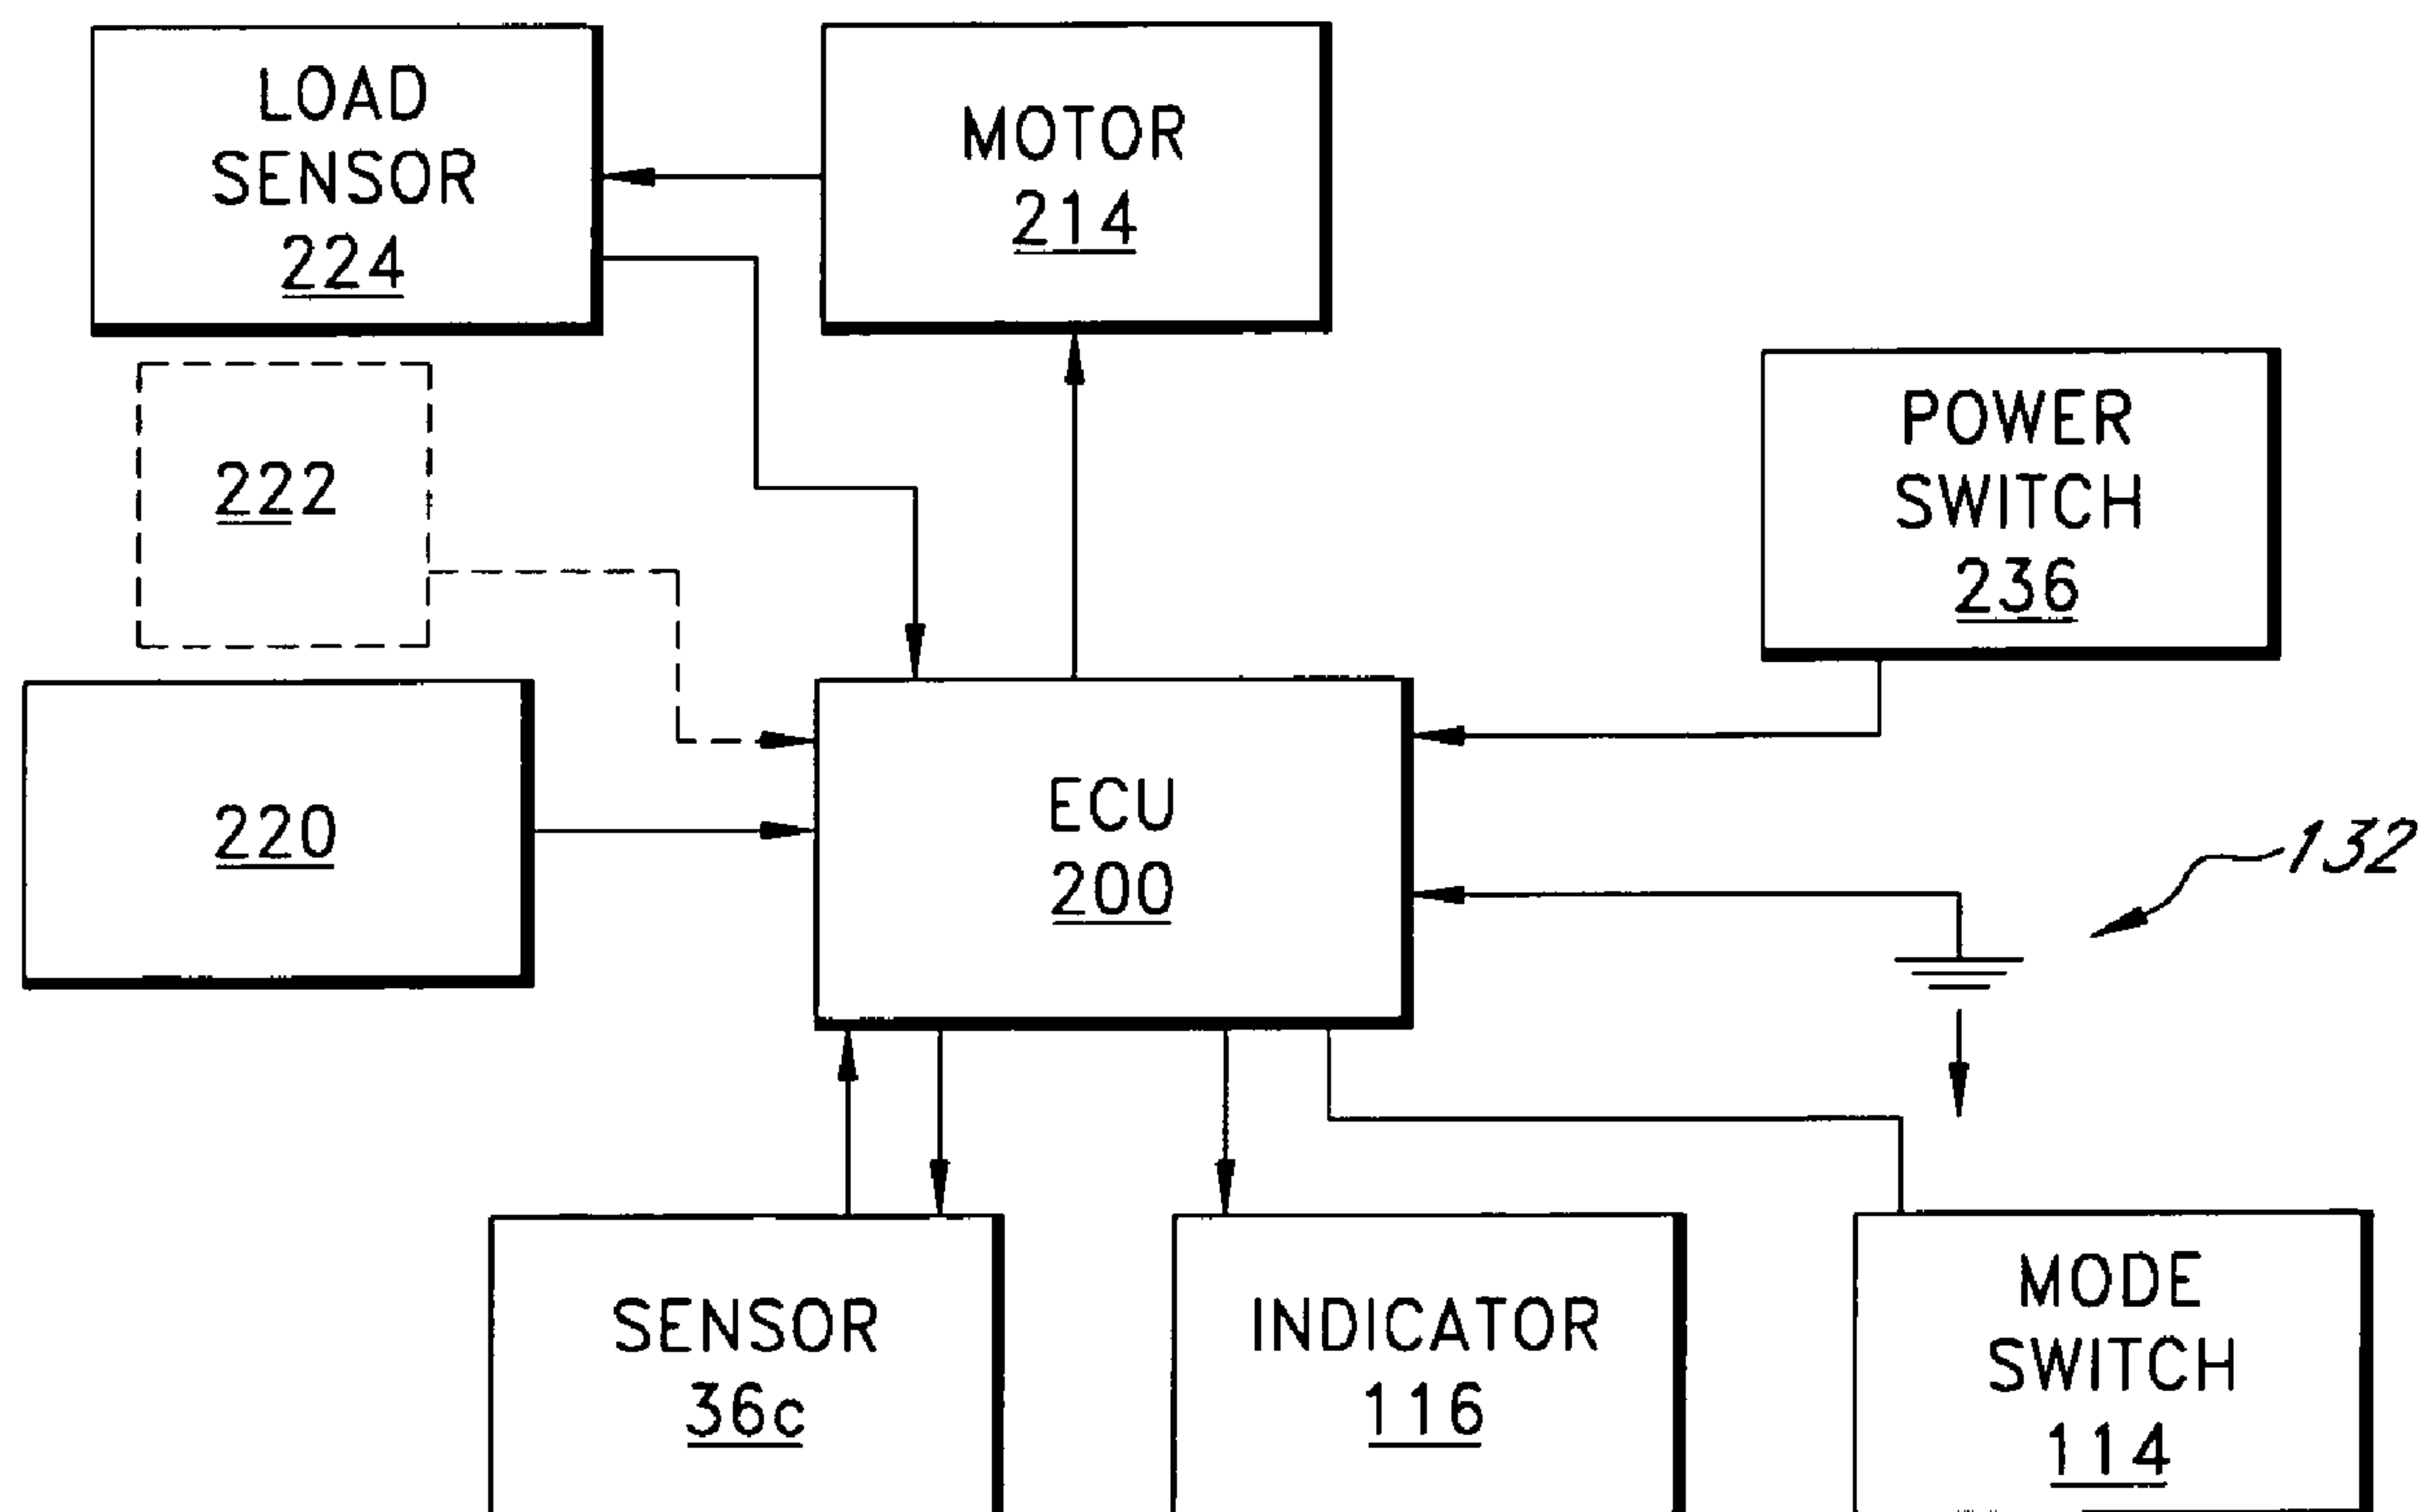 LOAD
SENSOR
224
MOTOR
214
222
POWER
SWITCH
236
220
ECU
200
132
SENSOR
36c
INDICATOR
116
MODE
SWITCH
114